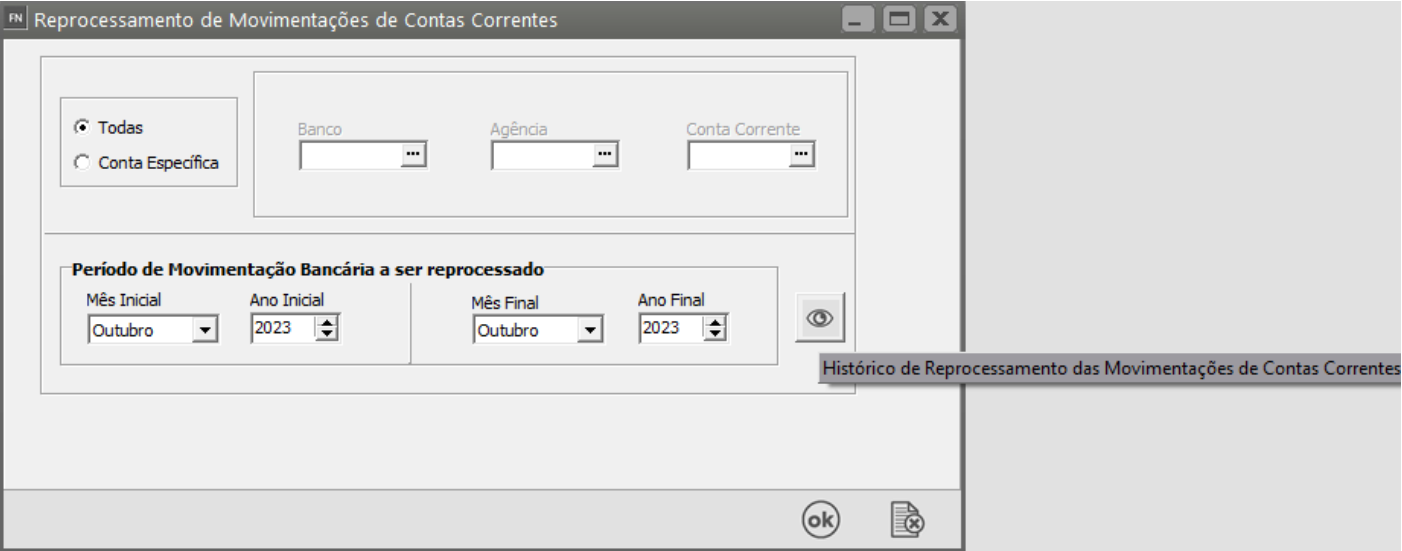 FN Reprocessamento de Movimentações de Contas Correntes
Todas
Conta Específica
Banco Agência Conta Corrente
... ... ...
Período de Movimentação Bancária a ser reprocessado
Mês Inicial Ano Inicial Mês Final Ano Final
Outubro 2023 Outubro 2023
Histórico de Reprocessamento das Movimentações de Contas Correntes
ok